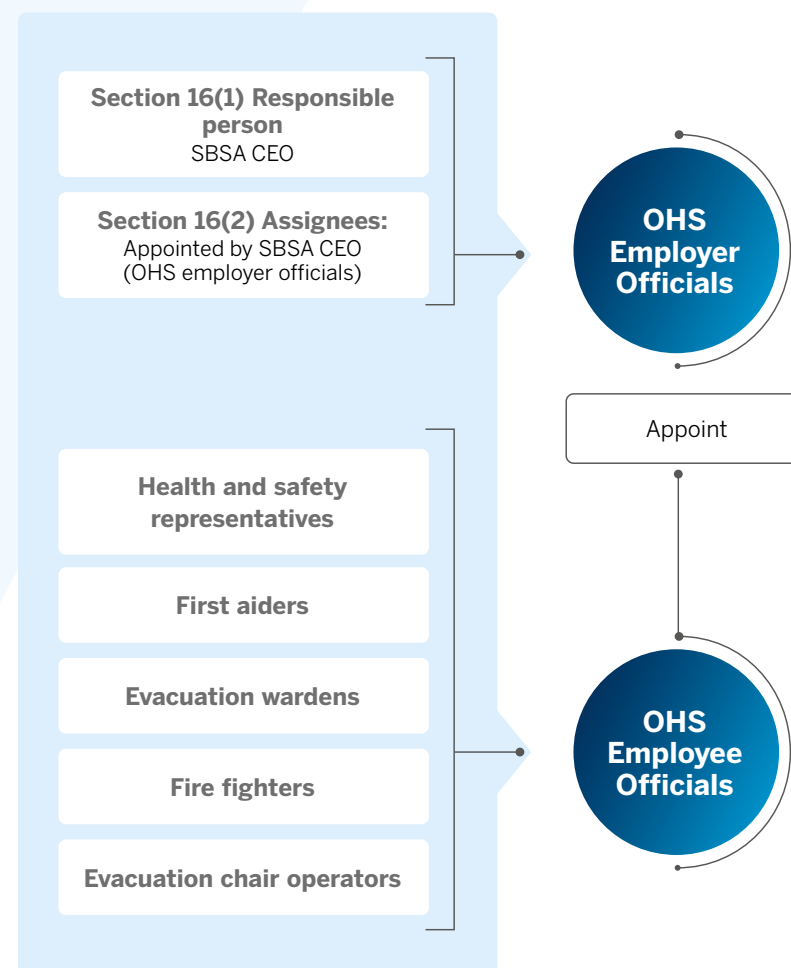 Section 16(1) Responsible
person
SBSA CEO
Section 16(2) Assignees:
Appointed by SBSA CEO
(OHS employer officials)
OHS
Employer
Officials
Appoint
Health and safety
representatives
First aiders
Evacuation wardens
Fire fighters
Evacuation chair operators
OHS
Employee
Officials